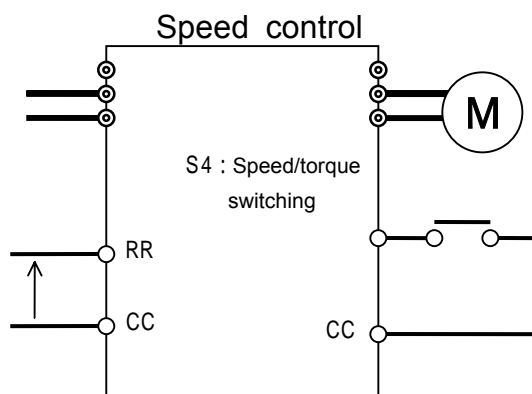 Speed control
M
S4 : Speed/torque
switching
RR
CC
CC